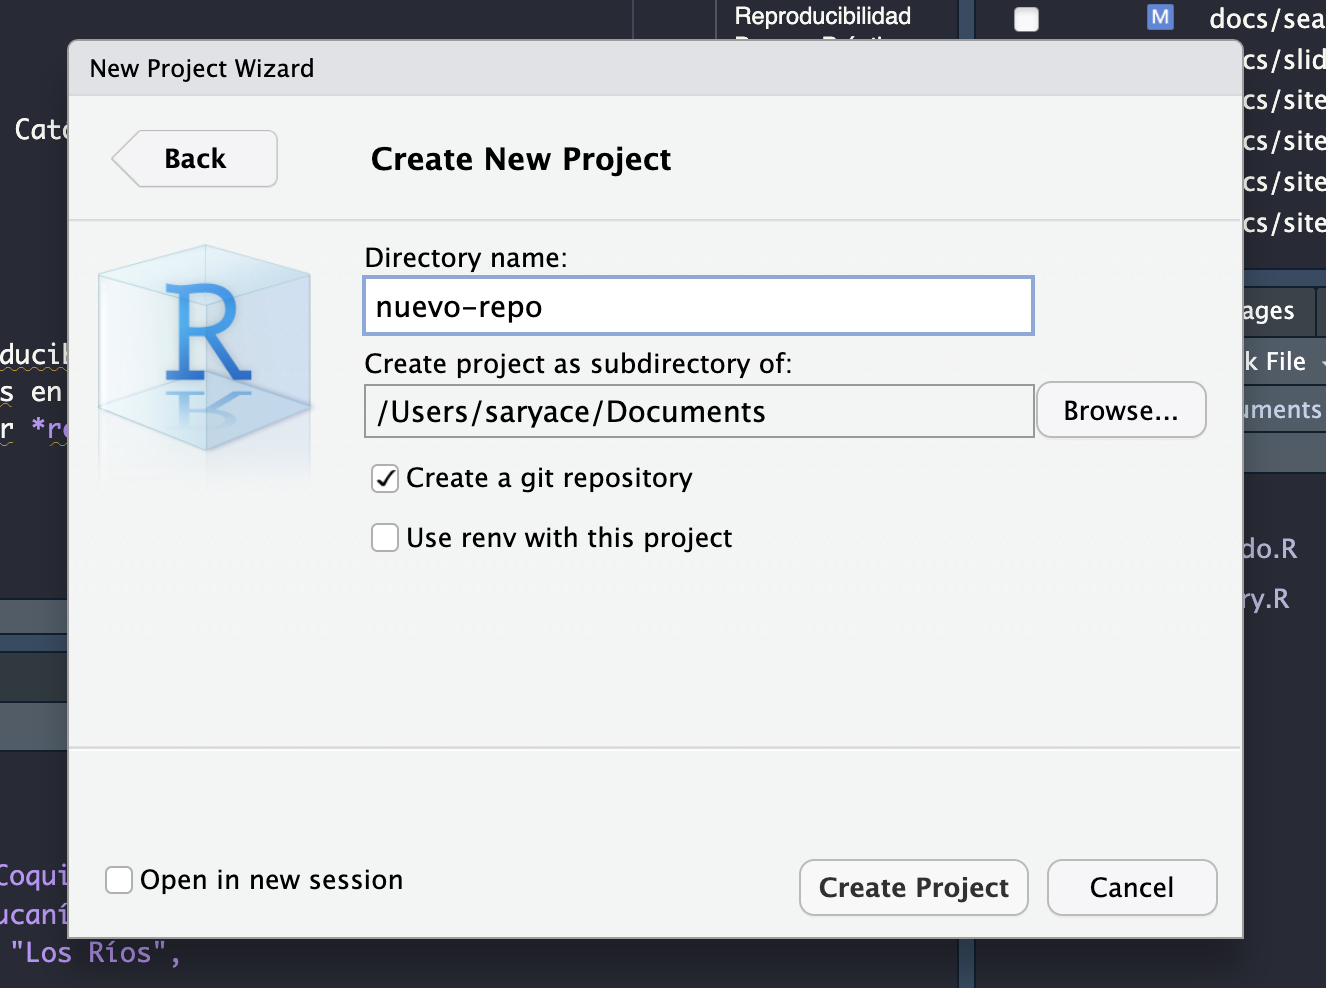 Reproducibilidad
M
docs/sea
New Project Wizard
cs/slid
cs/site
Back
Create New Project
cs/site
cs/site
cs/site
Directory name:
R
nuevo-repo
ages
Create project as subdirectory of:
s en
k File
/Users/saryace/Documents
Browse...
uments
r *re
Create a git repository
Use renv with this project
do.R
ry.R
Coqui
Open in new session
Create Project
Cancel
ucaní
"Los Ríos",